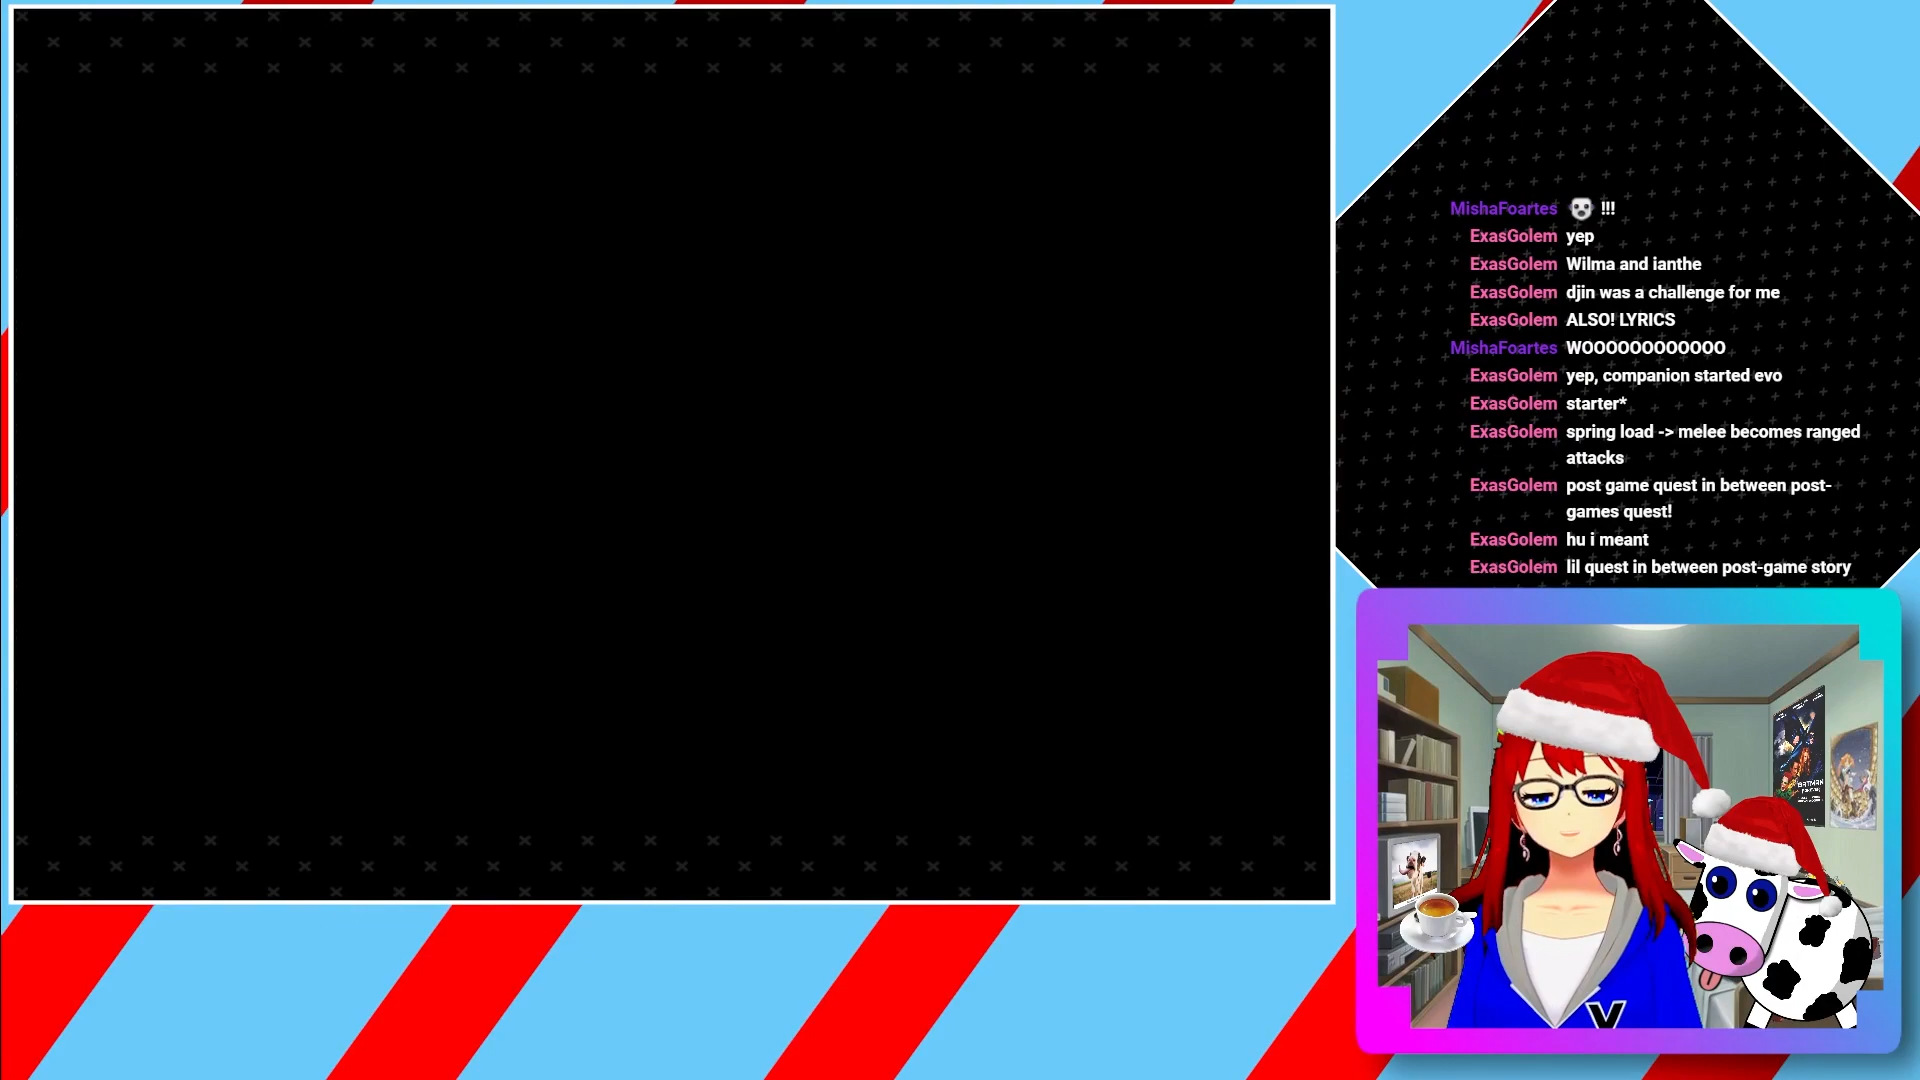 MishaFoartes !!!
ExasGolem yep
ExasGolem Wilma and ianthe
ExasGolem djin was a challenge for me
ExasGolem ALSO! LYRICS
MishaFoartes WOOOOOOOOOOOO
ExasGolem yep, companion started evo
ExasGolem starter*
ExasGolem spring load -> melee becomes ranged
attacks
ExasGolem post game quest in between post-
games quest!
ExasGolem hu i meant
ExasGolem lil quest in between post-game story
V